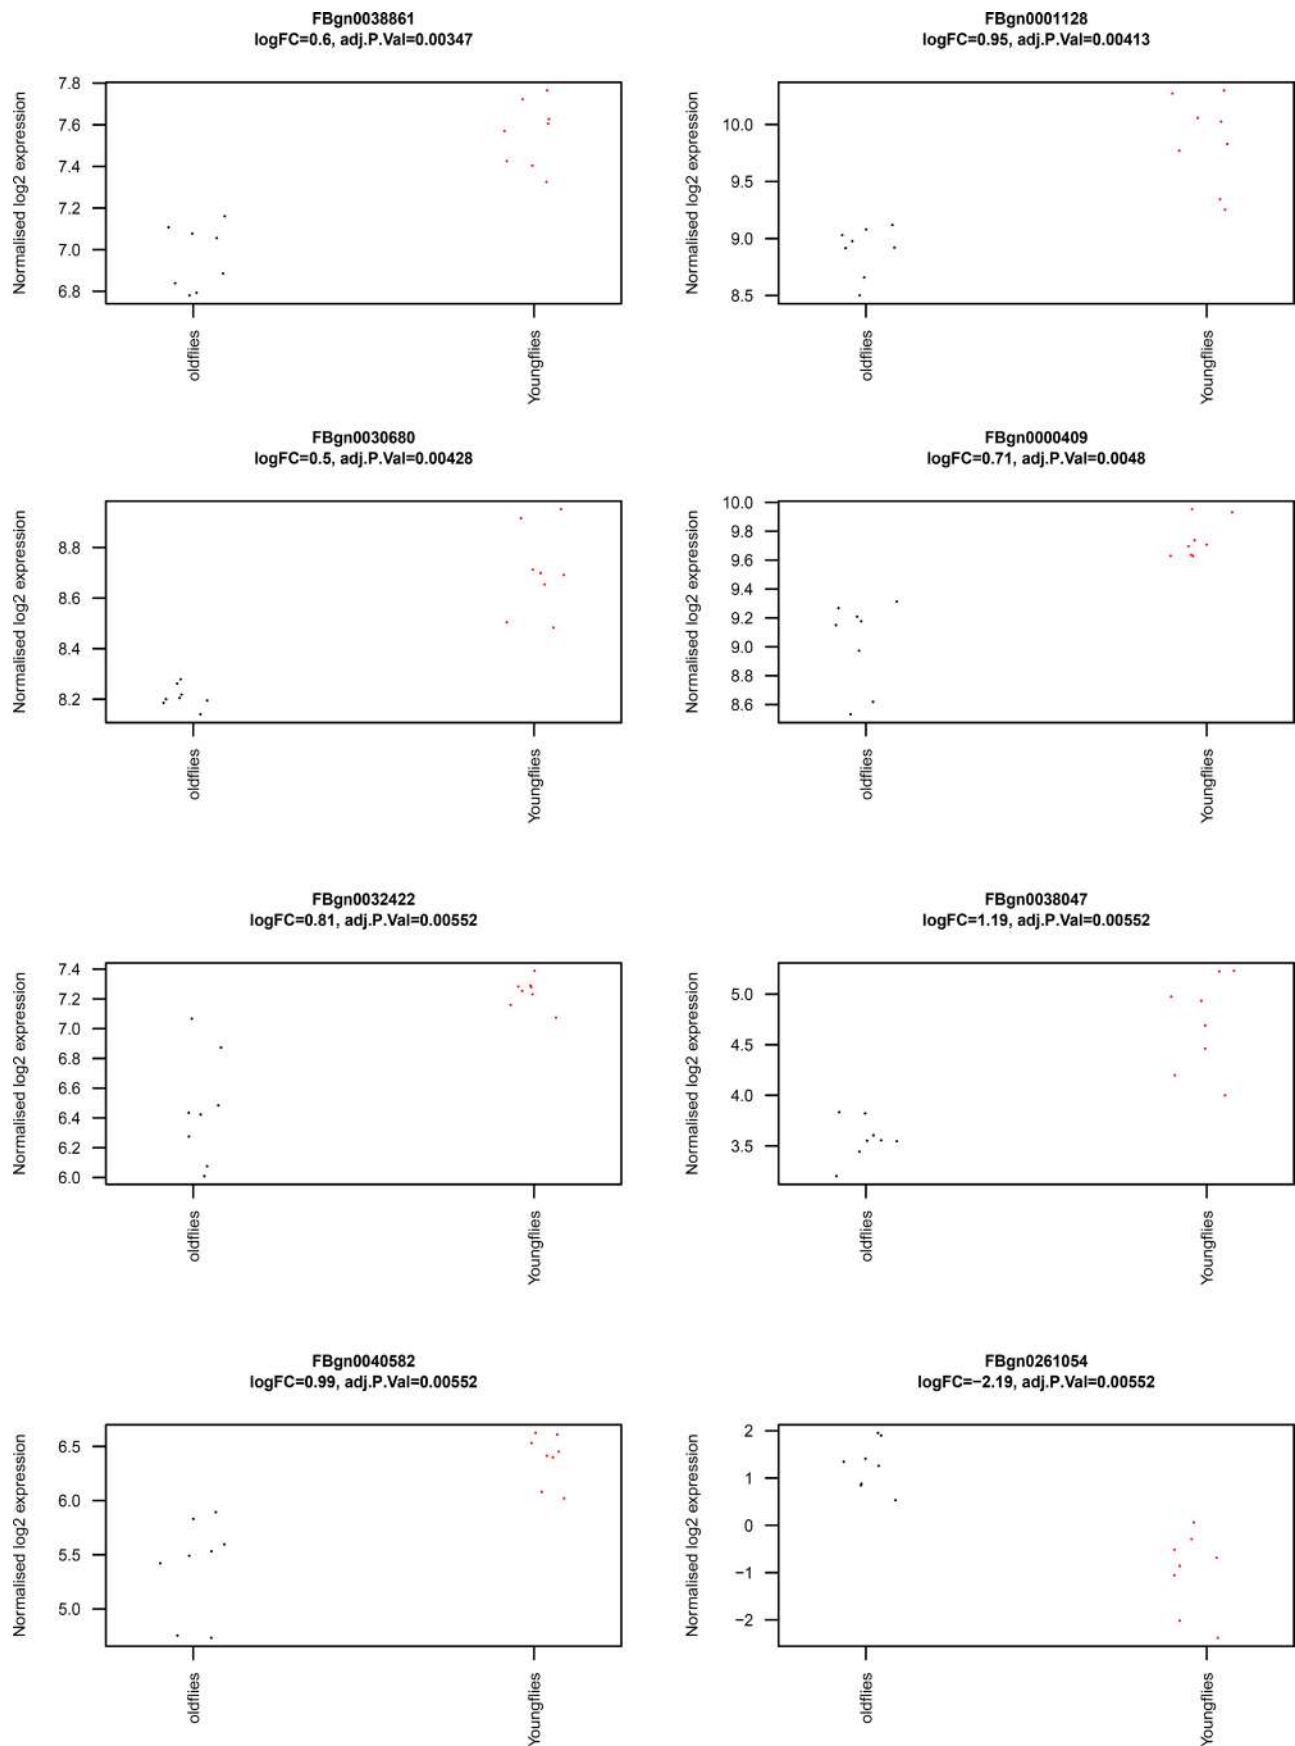 FBgn0038861
logFC=0.6, adj.P.Val=0.00347
Normalised log2 expression
7.8
7.6
7.4
7.2
7.0
6.8
oldflies
Youngflies
FBgn0001128
logFC=0.95, adj.P.Val=0.00413
Normalised log2 expression
10.0
9.5
9.0
8.5
oldflies
Youngflies
FBgn0030680
logFC=0.5, adj.P.Val=0.00428
Normalised log2 expression
8.8
8.6
8.4
8.2
oldflies
Youngflies
FBgn0000409
logFC=0.71, adj.P.Val=0.0048
Normalised log2 expression
10.0
9.8
9.6
9.4
9.2
9.0
8.8
8.6
oldflies
Youngflies
FBgn0032422
logFC=0.81, adj.P.Val=0.00552
Normalised log2 expression
7.4
7.2
7.0
6.8
6.6
6.4
6.2
6.0
oldflies
Youngflies
FBgn0038047
logFC=1.19, adj.P.Val=0.00552
Normalised log2 expression
5.0
4.5
4.0
3.5
oldflies
Youngflies
FBgn0040582
logFC=0.99, adj.P.Val=0.00552
Normalised log2 expression
6.5
6.0
5.5
5.0
oldflies
Youngflies
FBgn0261054
logFC=−2.19, adj.P.Val=0.00552
Normalised log2 expression
2
1
0
−1
−2
oldflies
Youngflies